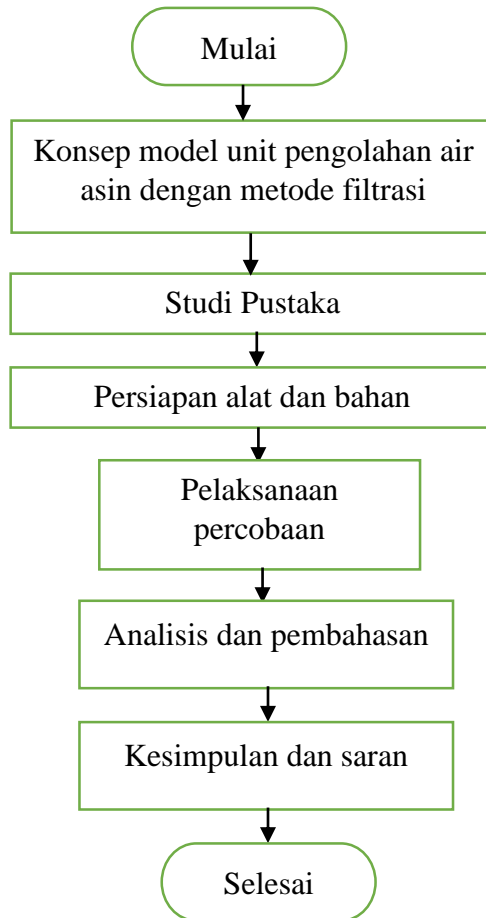 Mulai
Konsep model unit pengolahan air
asin dengan metode filtrasi
Studi Pustaka
Persiapan alat dan bahan
Pelaksanaan
percobaan
Analisis dan pembahasan
Kesimpulan dan saran
Selesai